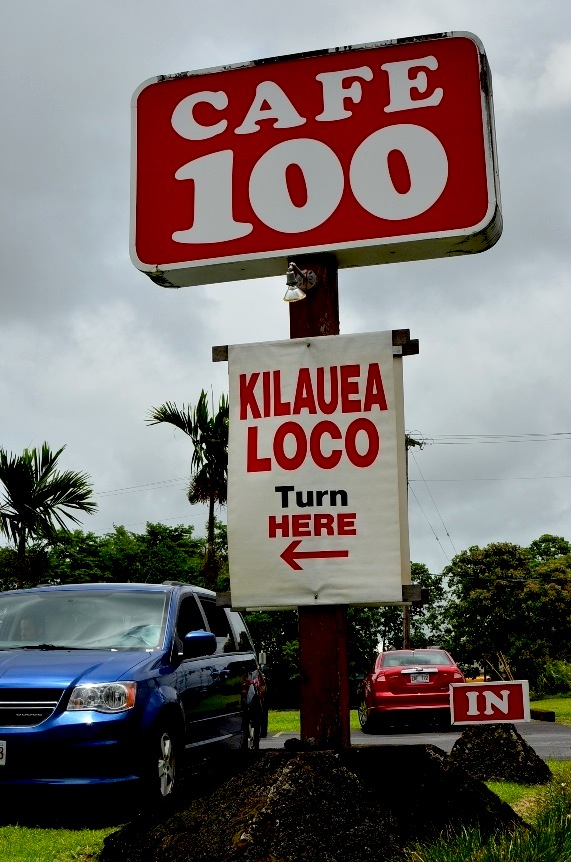 CAFE
100
KILAUEA
LOCO
Turn
HERE
IN